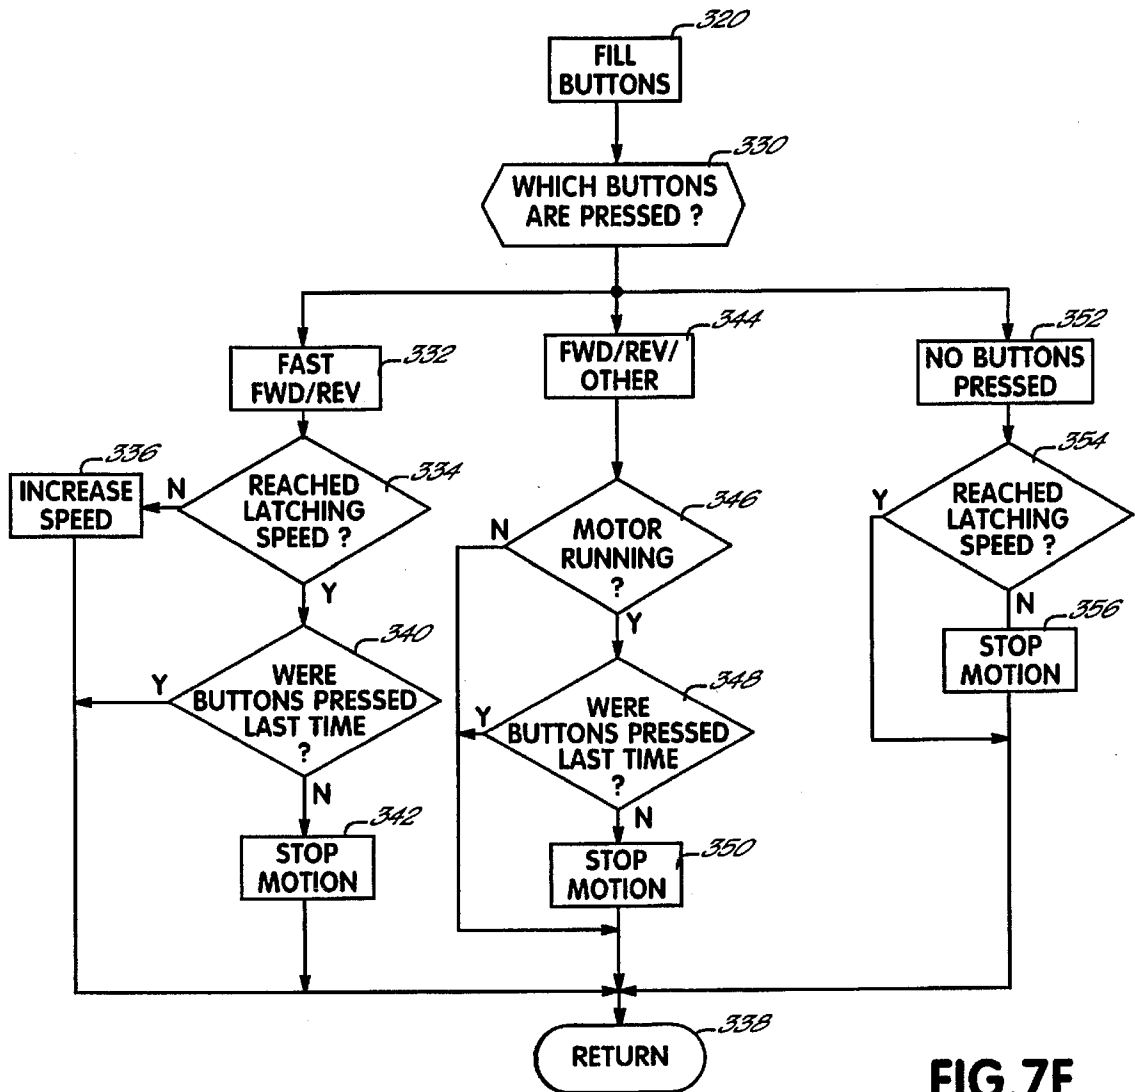 320
FILL
BUTTONS
330
WHICH BUTTONS
ARE PRESSED ?
332
FAST
FWD/REV
344
FWD/REV/
OTHER
352
NO BUTTONS
PRESSED
336
INCREASE
SPEED
N
334
REACHED
LATCHING
SPEED ?
Y
346
N
MOTOR
RUNNING
?
Y
354
Y
REACHED
LATCHING
SPEED ?
N
356
STOP
MOTION
340
Y
WERE
BUTTONS PRESSED
LAST TIME
?
N
348
Y
WERE
BUTTONS PRESSED
LAST TIME
?
N
342
STOP
MOTION
350
STOP
MOTION
338
RETURN